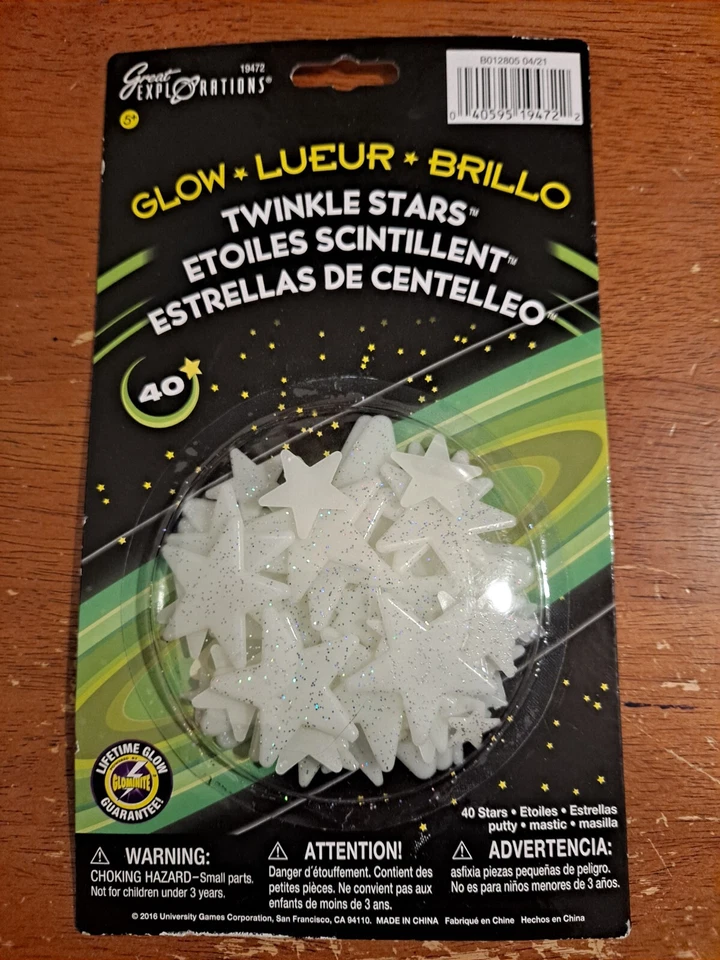 Great
EXPLORATIONS®
19472
5+
B012805 04/21
0 40595 19472 2
GLOW ★ LUEUR ★ BRILLO
TWINKLE STARS™
ETOILES SCINTILLENT™
ESTRELLAS DE CENTELLEO™
40
LIFETIME GLOW
GLOMINITE
GUARANTEE!
40 Stars • Etoiles • Estrellas
putty • mastic • masilla
⚠ WARNING:
CHOKING HAZARD–Small parts.
Not for children under 3 years.
⚠ ATTENTION!
Danger d'étouffement. Contient des
petites pièces. Ne convient pas aux
enfants de moins de 3 ans.
⚠ ADVERTENCIA:
asfixia piezas pequeñas de peligro.
No es para niños menores de 3 años.
© 2016 University Games Corporation, San Francisco, CA 94110. MADE IN CHINA Fabriqué en Chine Hechos en China